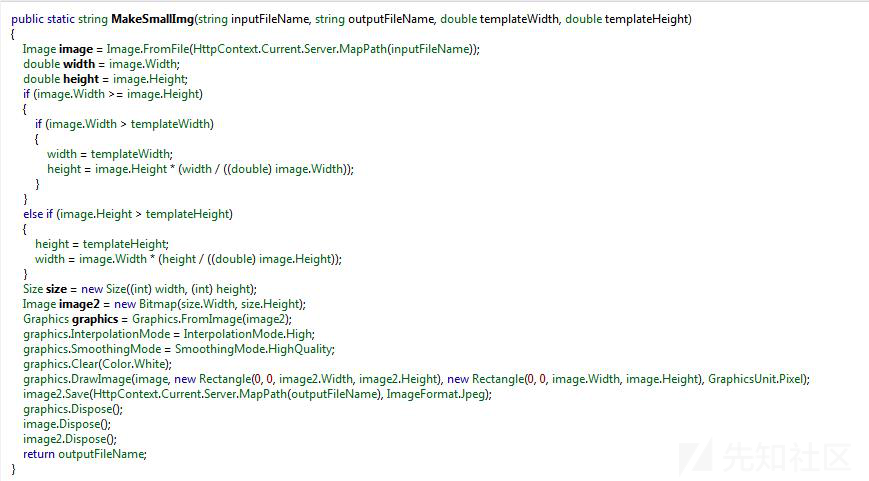 public static string MakeSmallImg(string inputFileName, string outputFileName, double templateWidth, double templateHeight)
{
Image image = Image.FromFile(HttpContext.Current.Server.MapPath(inputFileName));
double width = image.Width;
double height = image.Height;
if (image.Width >= image.Height)
{
if (image.Width > templateWidth)
{
width = templateWidth;
height = image.Height * (width / ((double) image.Width));
}
}
else if (image.Height > templateHeight)
{
height = templateHeight;
width = image.Width * (height / ((double) image.Height));
}
Size size = new Size((int) width, (int) height);
Image image2 = new Bitmap(size.Width, size.Height);
Graphics graphics = Graphics.FromImage(image2);
graphics.InterpolationMode = InterpolationMode.High;
graphics.SmoothingMode = SmoothingMode.HighQuality;
graphics.Clear(Color.White);
graphics.DrawImage(image, new Rectangle(0, 0, image2.Width, image2.Height), new Rectangle(0, 0, image.Width, image.Height), GraphicsUnit.Pixel);
image2.Save(HttpContext.Current.Server.MapPath(outputFileName), ImageFormat.Jpeg);
graphics.Dispose();
image.Dispose();
image2.Dispose();
return outputFileName;
}
先知社区